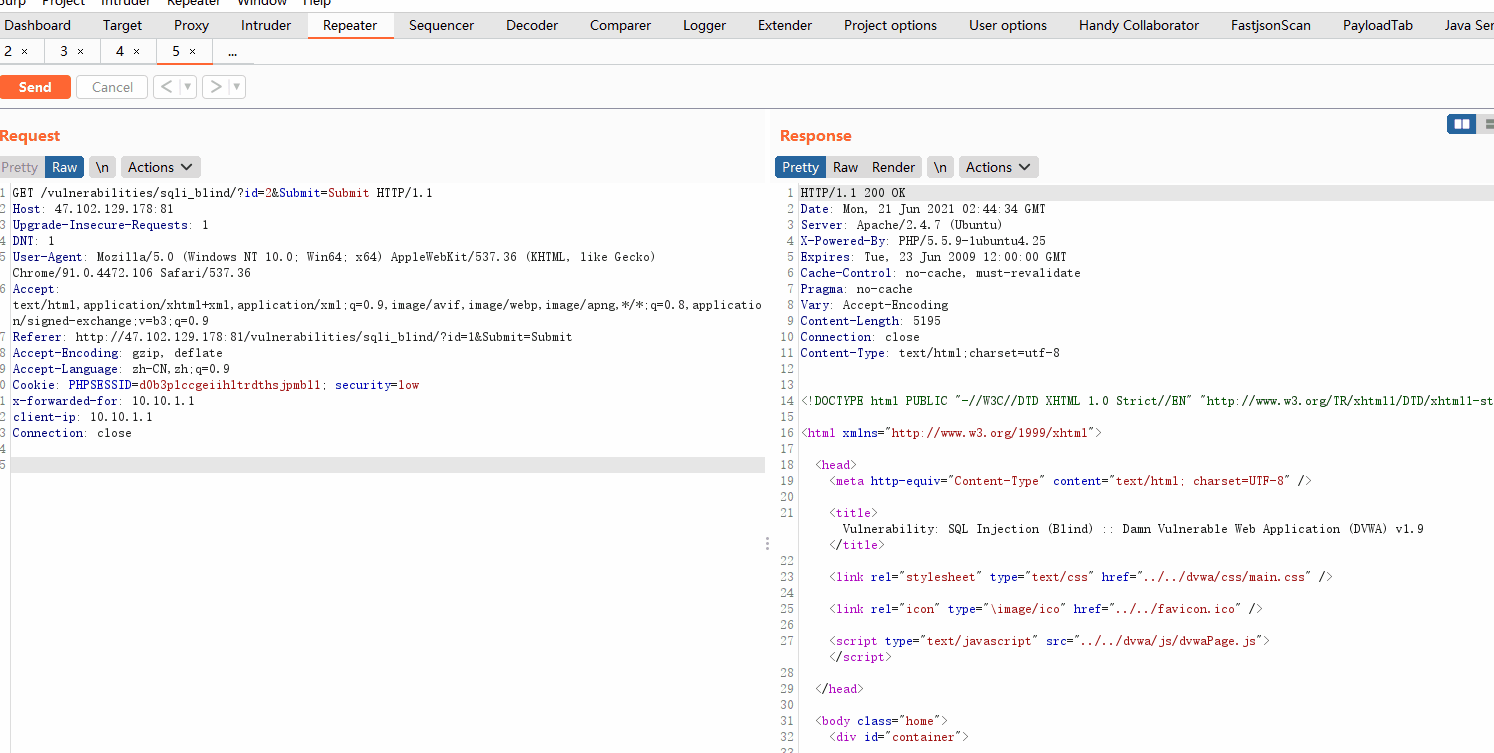 Burp Project Intruder Repeater Window Help
Dashboard Target Proxy Intruder Repeater Sequencer Decoder Comparer Logger Extender Project options User options Handy Collaborator FastjsonScan PayloadTab Java Ser
2 × 3 × 4 × 5 × ...
Send Cancel < ▼ > ▼
Request
Pretty Raw \n Actions
1 GET /vulnerabilities/sqli_blind/?id=2&Submit=Submit HTTP/1.1
2 Host: 47.102.129.178:81
3 Upgrade-Insecure-Requests: 1
4 DNT: 1
5 User-Agent: Mozilla/5.0 (Windows NT 10.0; Win64; x64) AppleWebKit/537.36 (KHTML, like Gecko)
Chrome/91.0.4472.106 Safari/537.36
6 Accept:
text/html,application/xhtml+xml,application/xml;q=0.9,image/avif,image/webp,image/apng,*/*;q=0.8,applicatio
n/signed-exchange;v=b3;q=0.9
7 Referer: http://47.102.129.178:81/vulnerabilities/sqli_blind/?id=1&Submit=Submit
8 Accept-Encoding: gzip, deflate
9 Accept-Language: zh-CN,zh;q=0.9
0 Cookie: PHPSESSID=d0b3plccgeiihltrdthsjpmbl1; security=low
1 x-forwarded-for: 10.10.1.1
2 client-ip: 10.10.1.1
3 Connection: close
4
5
Response
Pretty Raw Render \n Actions
1 HTTP/1.1 200 OK
2 Date: Mon, 21 Jun 2021 02:44:34 GMT
3 Server: Apache/2.4.7 (Ubuntu)
4 X-Powered-By: PHP/5.5.9-1ubuntu4.25
5 Expires: Tue, 23 Jun 2009 12:00:00 GMT
6 Cache-Control: no-cache, must-revalidate
7 Pragma: no-cache
8 Vary: Accept-Encoding
9 Content-Length: 5195
10 Connection: close
11 Content-Type: text/html;charset=utf-8
12
13
14 <!DOCTYPE html PUBLIC "-//W3C//DTD XHTML 1.0 Strict//EN" "http://www.w3.org/TR/xhtml1/DTD/xhtml1-st
15
16 <html xmlns="http://www.w3.org/1999/xhtml">
17
18 <head>
19 <meta http-equiv="Content-Type" content="text/html; charset=UTF-8" />
20
21 <title>
Vulnerability: SQL Injection (Blind) :: Damn Vulnerable Web Application (DVWA) v1.9
</title>
22
23 <link rel="stylesheet" type="text/css" href="../../dvwa/css/main.css" />
24
25 <link rel="icon" type="\image/ico" href="../../favicon.ico" />
26
27 <script type="text/javascript" src="../../dvwa/js/dvwaPage.js">
</script>
28
29 </head>
30
31 <body class="home">
32 <div id="container">
33